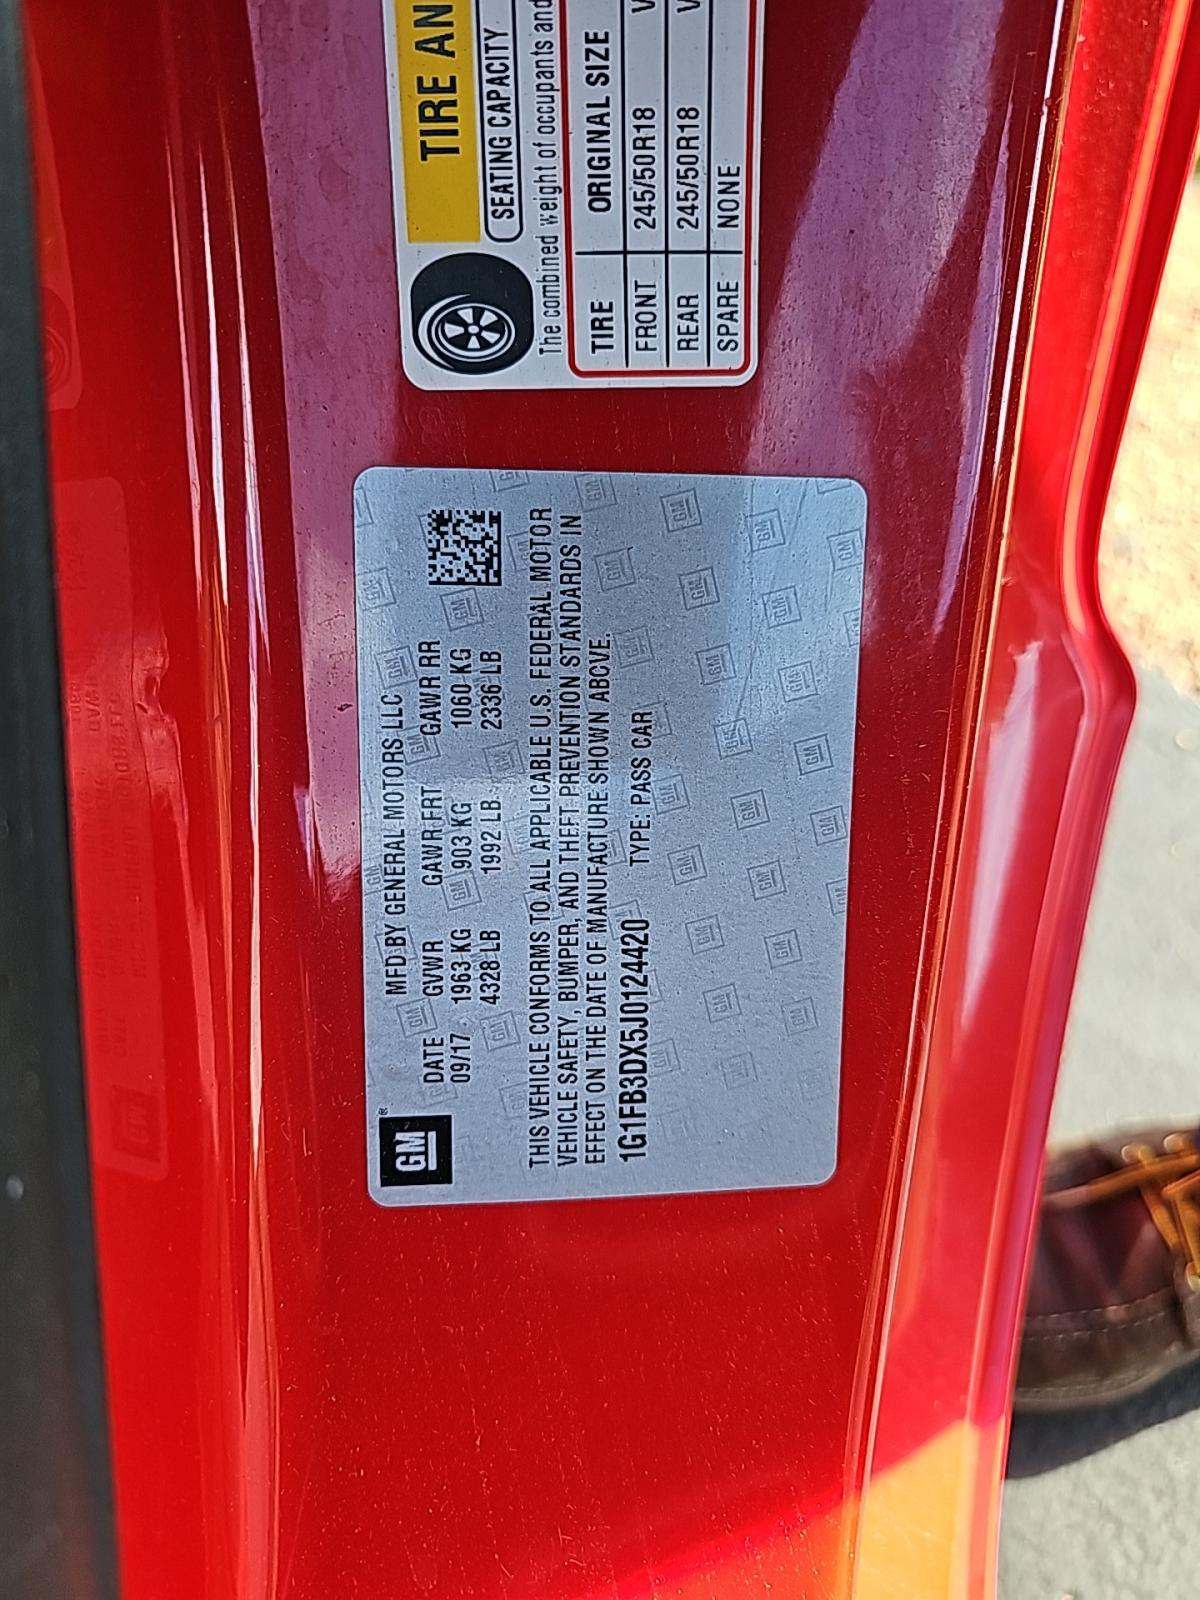 GM®
MFD BY GENERAL MOTORS LLC
DATE GVWR GAWR FRT GAWR RR
09/17 1963 KG 903 KG 1060 KG
4328 LB 1992 LB 2336 LB
THIS VEHICLE CONFORMS TO ALL APPLICABLE U.S. FEDERAL MOTOR
VEHICLE SAFETY, BUMPER, AND THEFT PREVENTION STANDARDS IN
EFFECT ON THE DATE OF MANUFACTURE SHOWN ABOVE.
1G1FB3DX5J0124420 TYPE: PASS CAR
TIRE AN
SEATING CAPACITY
The combined weight of occupants and
TIRE ORIGINAL SIZE
FRONT 245/50R18 V
REAR 245/50R18 V
SPARE NONE